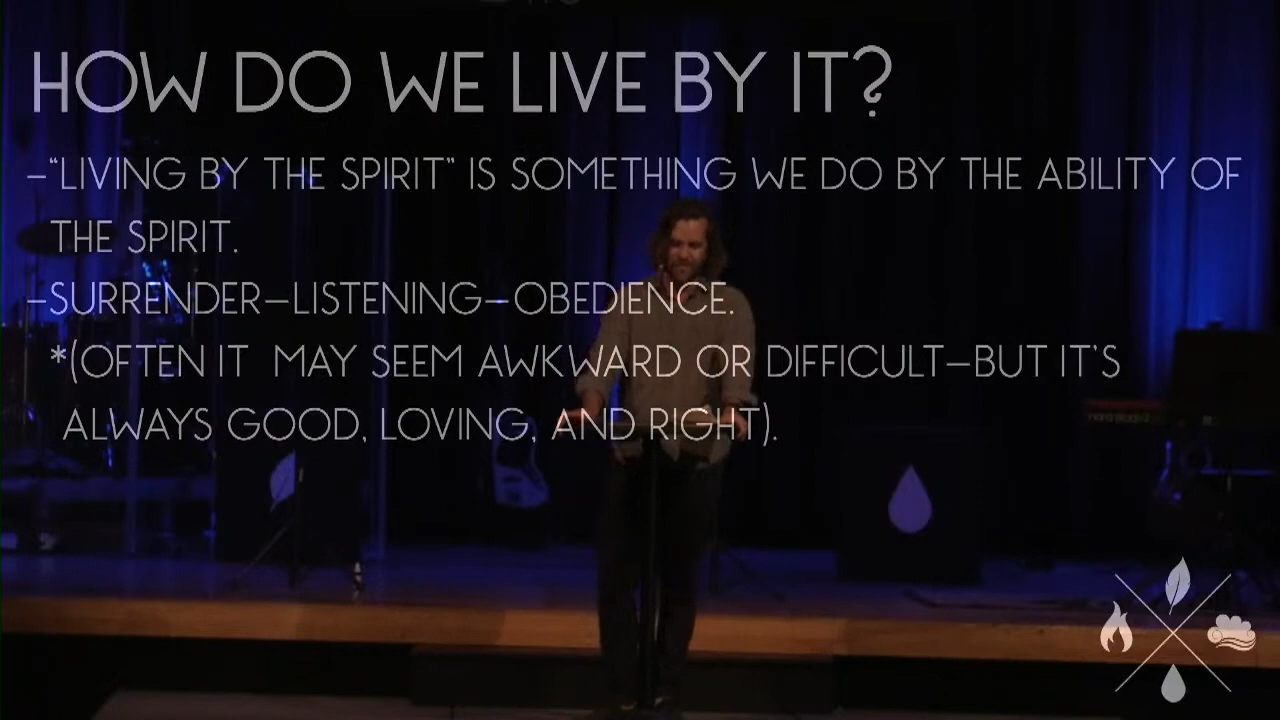 HOW DO WE LIVE BY IT?
-"LIVING BY THE SPIRIT" IS SOMETHING WE DO BY THE ABILITY OF
THE SPIRIT.
-SURRENDER-LISTENING-OBEDIENCE.
*(OFTEN IT MAY SEEM AWKWARD OR DIFFICULT-BUT IT'S
ALWAYS GOOD, LOVING, AND RIGHT).